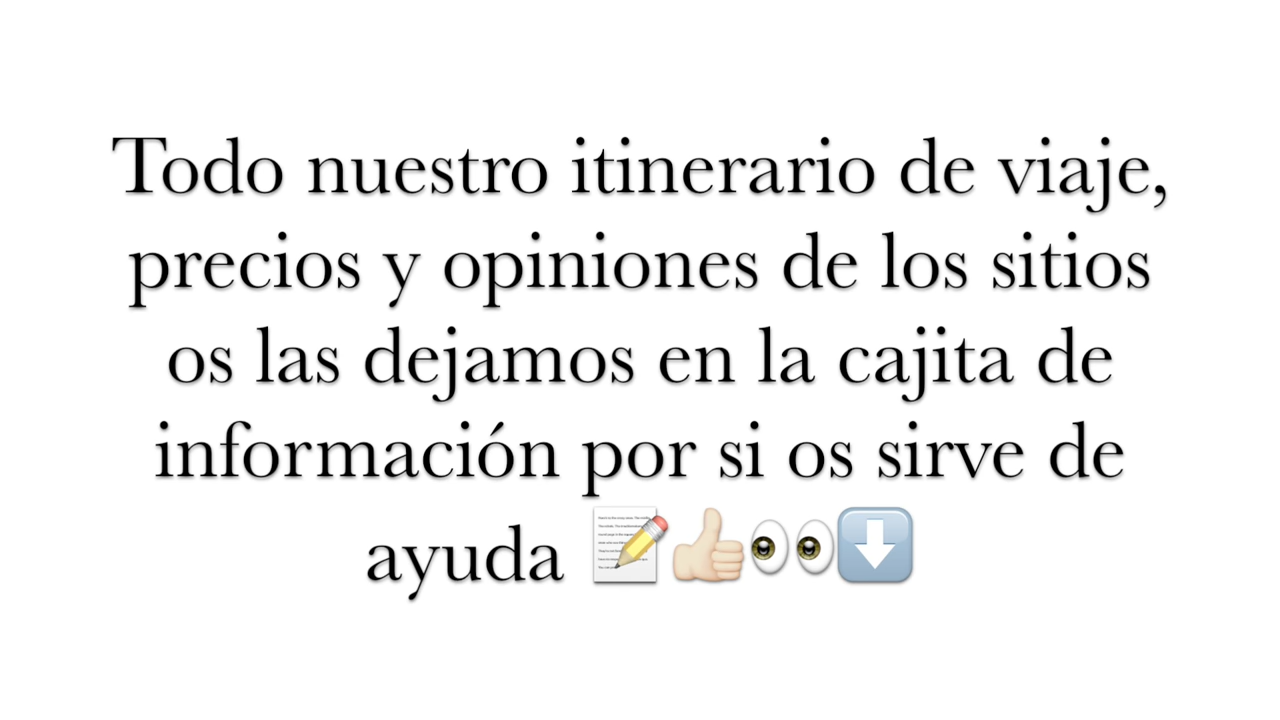 Todo nuestro itinerario de viaje,
precios y opiniones de los sitios
os las dejamos en la cajita de
información por si os sirve de
ayuda 📝👍🏻👀⬇️